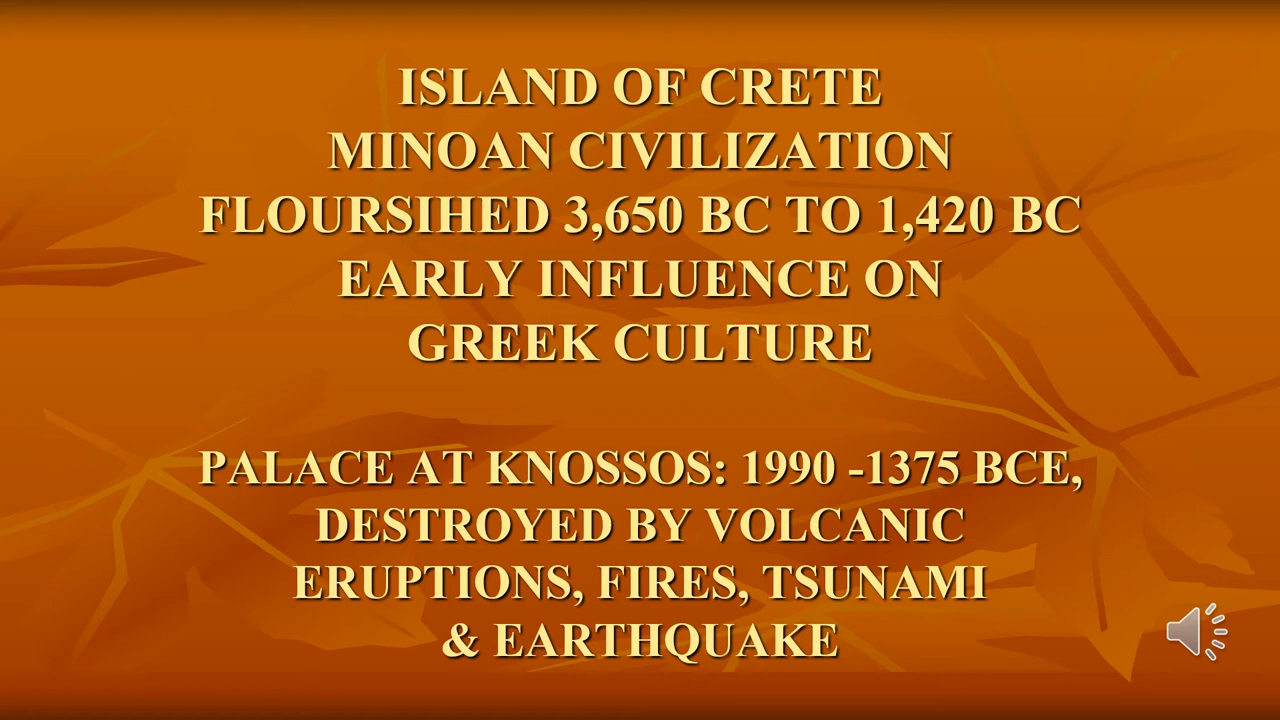 ISLAND OF CRETE
MINOAN CIVILIZATION
FLOURSIHED 3,650 BC TO 1,420 BC
EARLY INFLUENCE ON
GREEK CULTURE
PALACE AT KNOSSOS: 1990 -1375 BCE,
DESTROYED BY VOLCANIC
ERUPTIONS, FIRES, TSUNAMI
& EARTHQUAKE